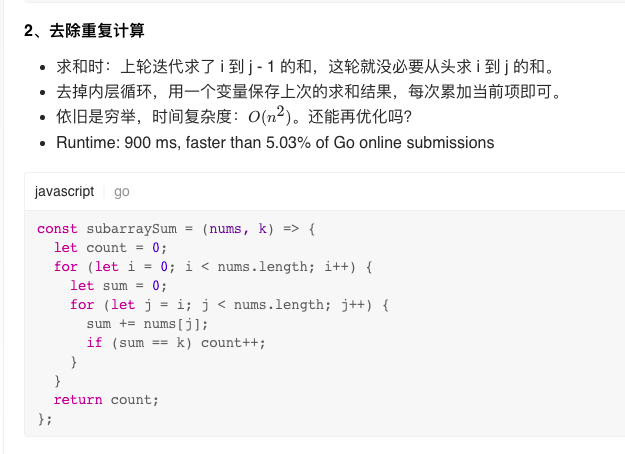 2、去除重复计算
• 求和时：上轮迭代求了 i 到 j - 1 的和，这轮就没必要从头求 i 到 j 的和。
• 去掉内层循环，用一个变量保存上次的求和结果，每次累加当前项即可。
• 依旧是穷举，时间复杂度：O(n²)。还能再优化吗？
• Runtime: 900 ms, faster than 5.03% of Go online submissions
javascript go
const subarraySum = (nums, k) => {
  let count = 0;
  for (let i = 0; i < nums.length; i++) {
    let sum = 0;
    for (let j = i; j < nums.length; j++) {
      sum += nums[j];
      if (sum == k) count++;
    }
  }
  return count;
};